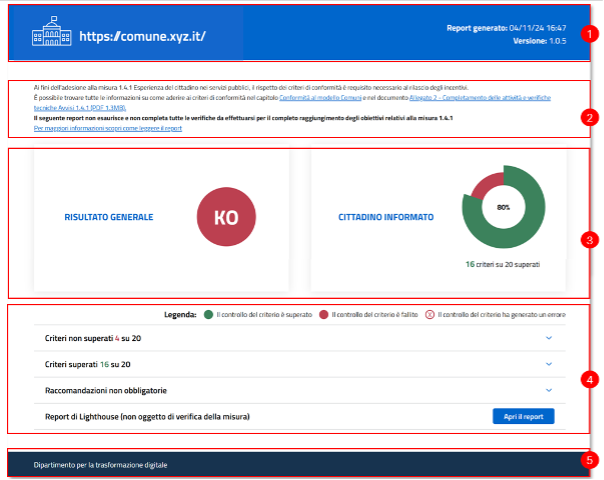 https://comune.xyz.it/
Report generato: 04/11/24 16:47
Versione: 1.0.5
1
Ai fini dell'adesione alla misura 1.4.1 Esperienza del cittadino nei servizi pubblici, il rispetto dei criteri di conformità è requisito necessario al rilascio degli incentivi.
È possibile trovare tutte le informazioni su come aderire ai criteri di conformità nel capitolo Conformità al modello Comuni e nel documento Allegato 2 - Completamento delle attività e verifiche
tecniche Avvisi 1.4.1 [PDF 1.3MB].
Il seguente report non esaurisce e non completa tutte le verifiche da effettuarsi per il completo raggiungimento degli obiettivi relativi alla misura 1.4.1
Per maggiori informazioni scopri come leggere il report
2
RISULTATO GENERALE
KO
CITTADINO INFORMATO
80%
16 criteri su 20 superati
3
Legenda: Il controllo del criterio è superato Il controllo del criterio è fallito Il controllo del criterio ha generato un errore
Criteri non superati 4 su 20
Criteri superati 16 su 20
Raccomandazioni non obbligatorie
4
Report di Lighthouse (non oggetto di verifica della misura)
Apri il report
5
Dipartimento per la trasformazione digitale